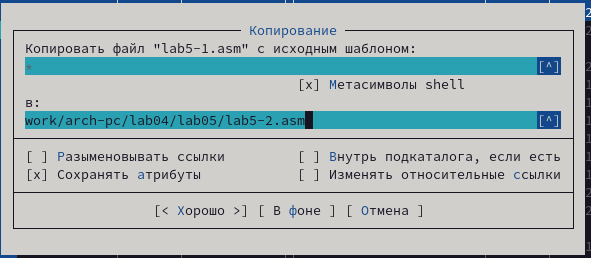 Копирование
Копировать файл "lab5-1.asm" с исходным шаблоном:
*
[^]
[x] Метасимволы shell
в:
work/arch-pc/lab04/lab05/lab5-2.asm
[^]
[ ] Разыменовывать ссылки
[ ] Внутрь подкаталога, если есть
[x] Сохранять атрибуты
[ ] Изменять относительные ссылки
[< Хорошо >] [ В фоне ] [ Отмена ]